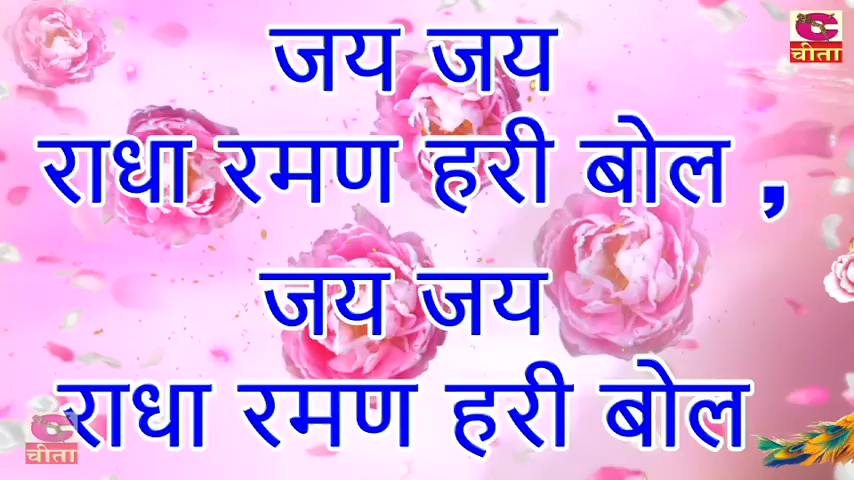 चीता
जय जय
राधा रमण हरी बोल ,
जय जय
राधा रमण हरी बोल
चीता